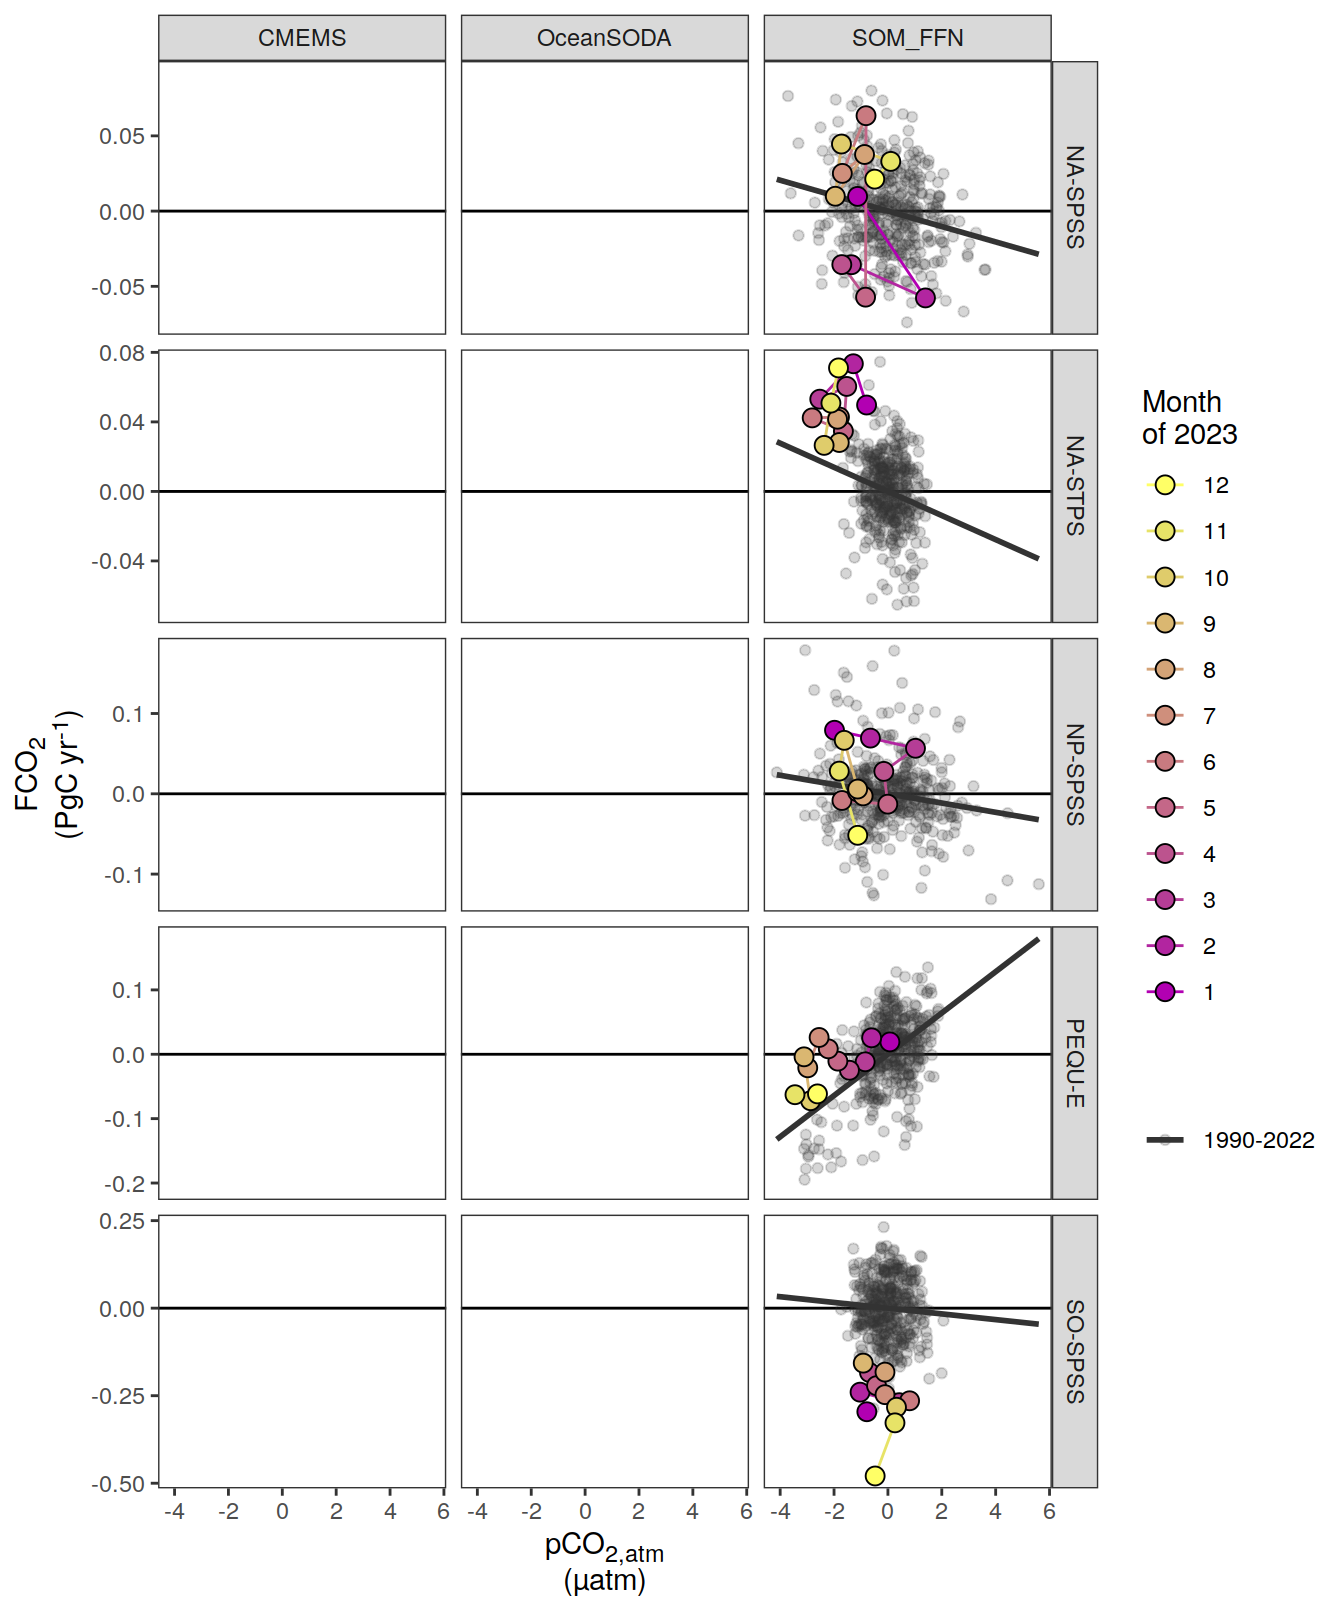 CMEMS OceanSODA SOM_FFN
0.05
0.00
-0.05
NA-SPSS
0.08
0.04
0.00
-0.04
NA-STPS
0.1
0.0
-0.1
NP-SPSS
0.1
0.0
-0.1
-0.2
PEQU-E
0.25
0.00
-0.25
-0.50
SO-SPSS
-4 -2 0 2 4 6 -4 -2 0 2 4 6 -4 -2 0 2 4 6
pCO₂,atm
(µatm)
FCO₂
(PgC yr⁻¹)
Month
of 2023
12
11
10
9
8
7
6
5
4
3
2
1
1990-2022